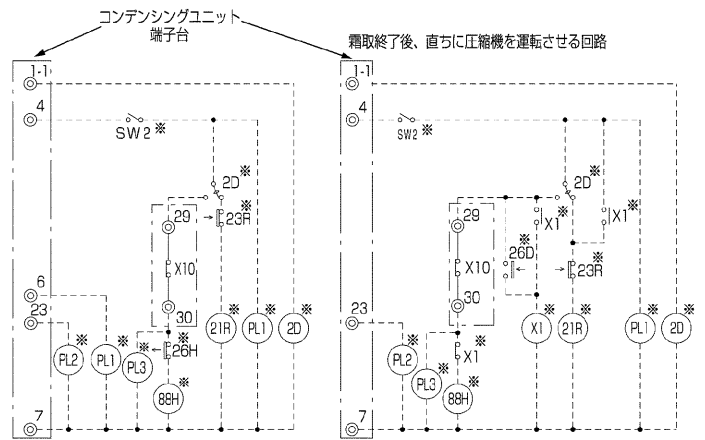 コンデンシングユニット
端子台
霜取終了後、直ちに圧縮機を運転させる回路
1-1
4
SW2 ※
2D ※
23R ※
29
X10
30
6
23
26H ※
PL2 ※
PL1 ※
PL3 ※
88H ※
21R ※
PL1 ※
2D ※
7
1-1
4
SW2 ※
2D ※
X1 ※
X1 ※
29
26D ※
23R ※
X10
30
23
X1 ※
PL2 ※
PL3 ※
88H ※
X1 ※
21R ※
PL1 ※
2D ※
7